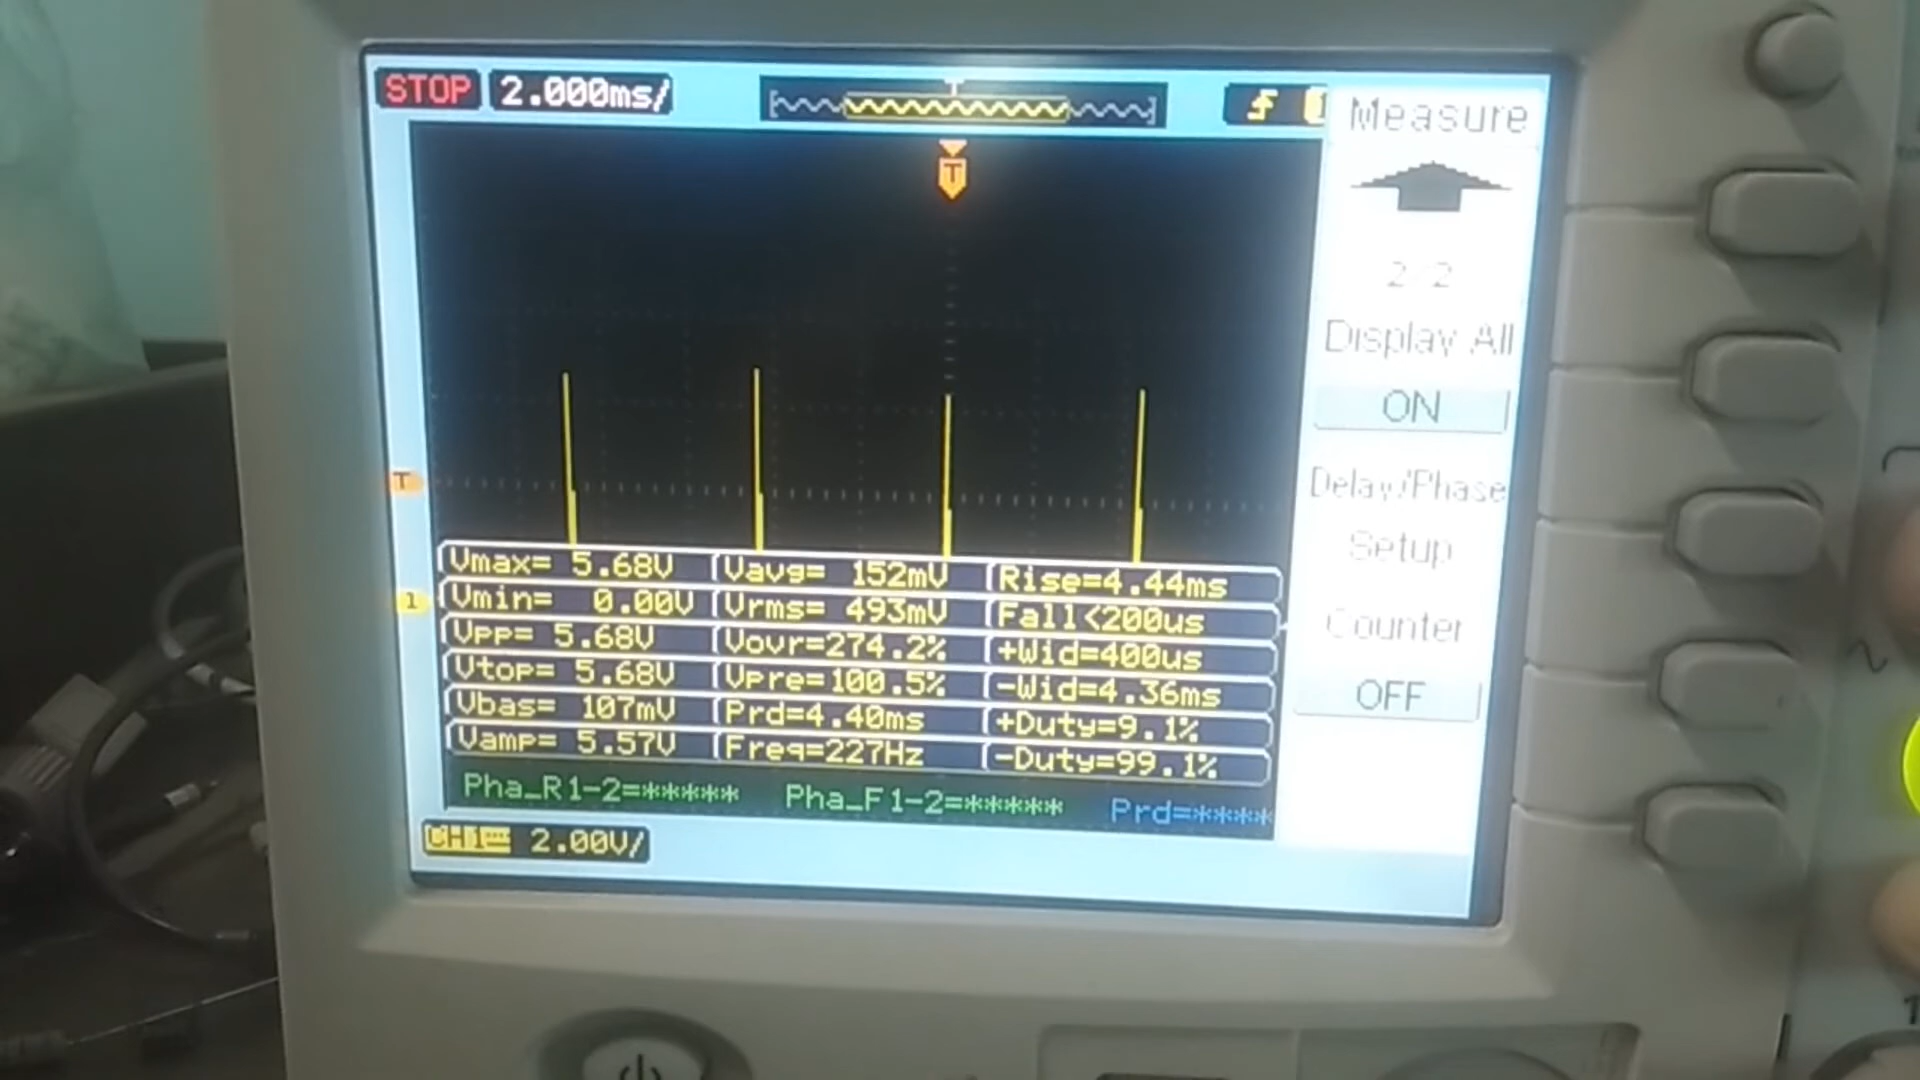 STOP 2.000ms/
T
Measure
T
2/2
Display All
ON
T
Delay/Phase
Setup
1
Counter
OFF
Vmax= 5.68V Vavg= 152mV Rise=4.44ms
Vmin= 0.00V Vrms= 493mV Fall<200us
Vpp= 5.68V Vovr=274.2% +Wid=400us
Vtop= 5.68V Vpre=100.5% -Wid=4.36ms
Vbas= 107mV Prd=4.40ms +Duty=9.1%
Vamp= 5.57V Freq=227Hz -Duty=99.1%
Pha_R1-2=***** Pha_F1-2=***** Prd=****
CH1 2.00V/